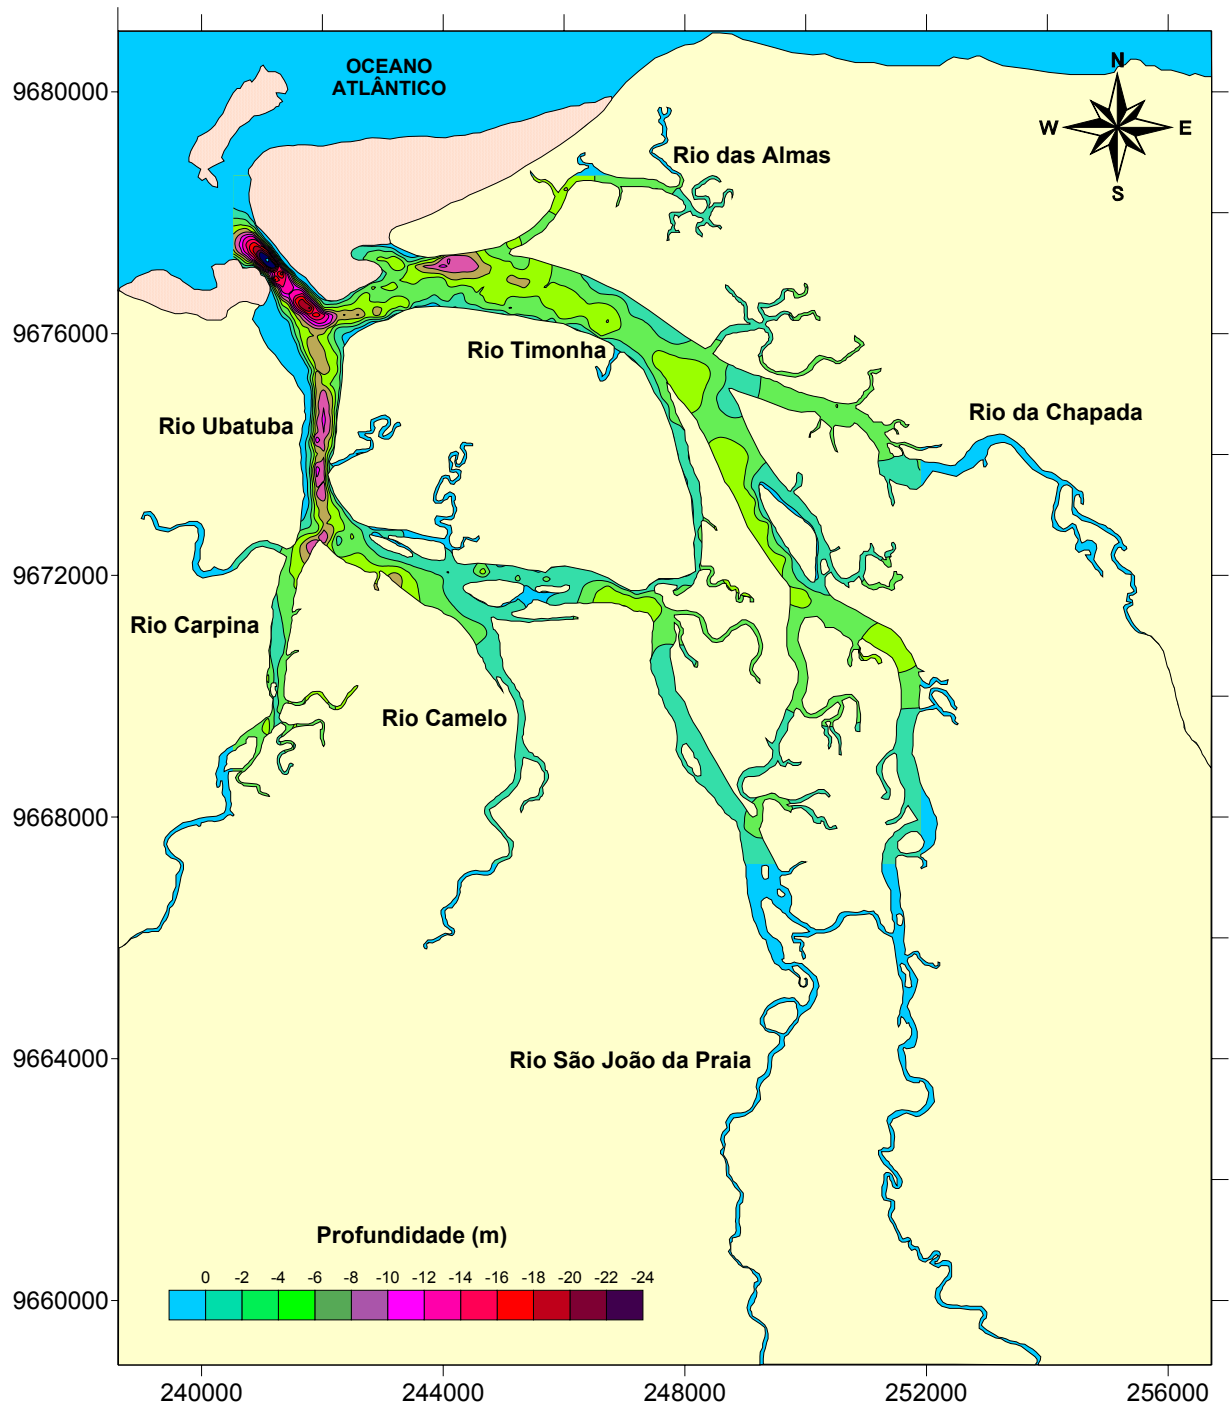 OCEANO
ATLÂNTICO
N
W
E
S
9680000
Rio das Almas
9676000
Rio Timonha
Rio Ubatuba
Rio da Chapada
9672000
Rio Carpina
Rio Camelo
9668000
9664000
Rio São João da Praia
Profundidade (m)
0 -2 -4 -6 -8 -10 -12 -14 -16 -18 -20 -22 -24
9660000
240000 244000 248000 252000 256000